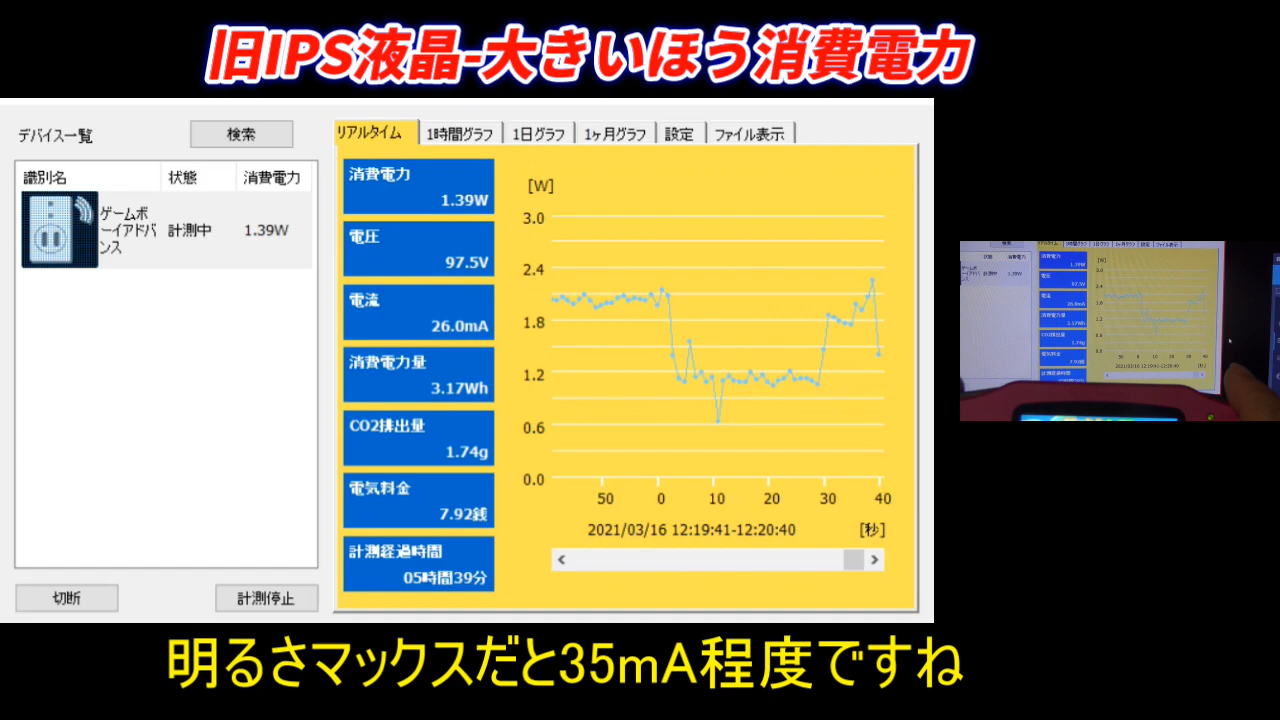 旧IPS液晶-大きいほう消費電力
デバイス一覧
検索
識別名 状態 消費電力
ゲームボ
ーイアドバ
ンス
計測中 1.39W
切断
計測停止
リアルタイム 1時間グラフ 1日グラフ 1ヶ月グラフ 設定 ファイル表示
消費電力
1.39W
電圧
97.5V
電流
26.0mA
消費電力量
3.17Wh
CO2排出量
1.74g
電気料金
7.92銭
計測経過時間
05時間39分
[W]
3.0
2.4
1.8
1.2
0.6
0.0
50 0 10 20 30 40
2021/03/16 12:19:41-12:20:40 [秒]
明るさマックスだと35mA程度ですね